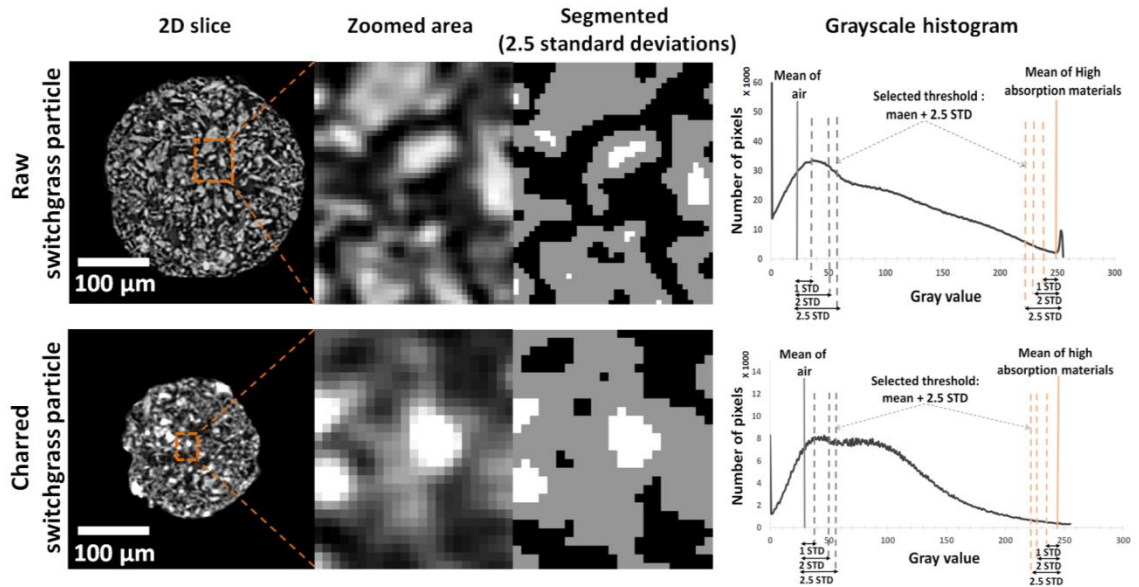 2D slice
Zoomed area
Segmented
(2.5 standard deviations)
Grayscale histogram
Raw
switchgrass particle
100 µm
Number of pixels
x 1000
60
50
40
30
20
10
0
Mean of
air
Selected threshold :
maen + 2.5 STD
Mean of High
absorption materials
0
50
100
150
200
250
300
1 STD
2 STD
2.5 STD
Gray value
1 STD
2 STD
2.5 STD
Charred
switchgrass particle
100 µm
Number of pixels
x 1000
14
12
10
8
6
4
2
0
Mean of
air
Selected threshold:
mean + 2.5 STD
Mean of high
absorption materials
0
50
100
150
200
250
300
1 STD
2 STD
2.5 STD
Gray value
1 STD
2 STD
2.5 STD